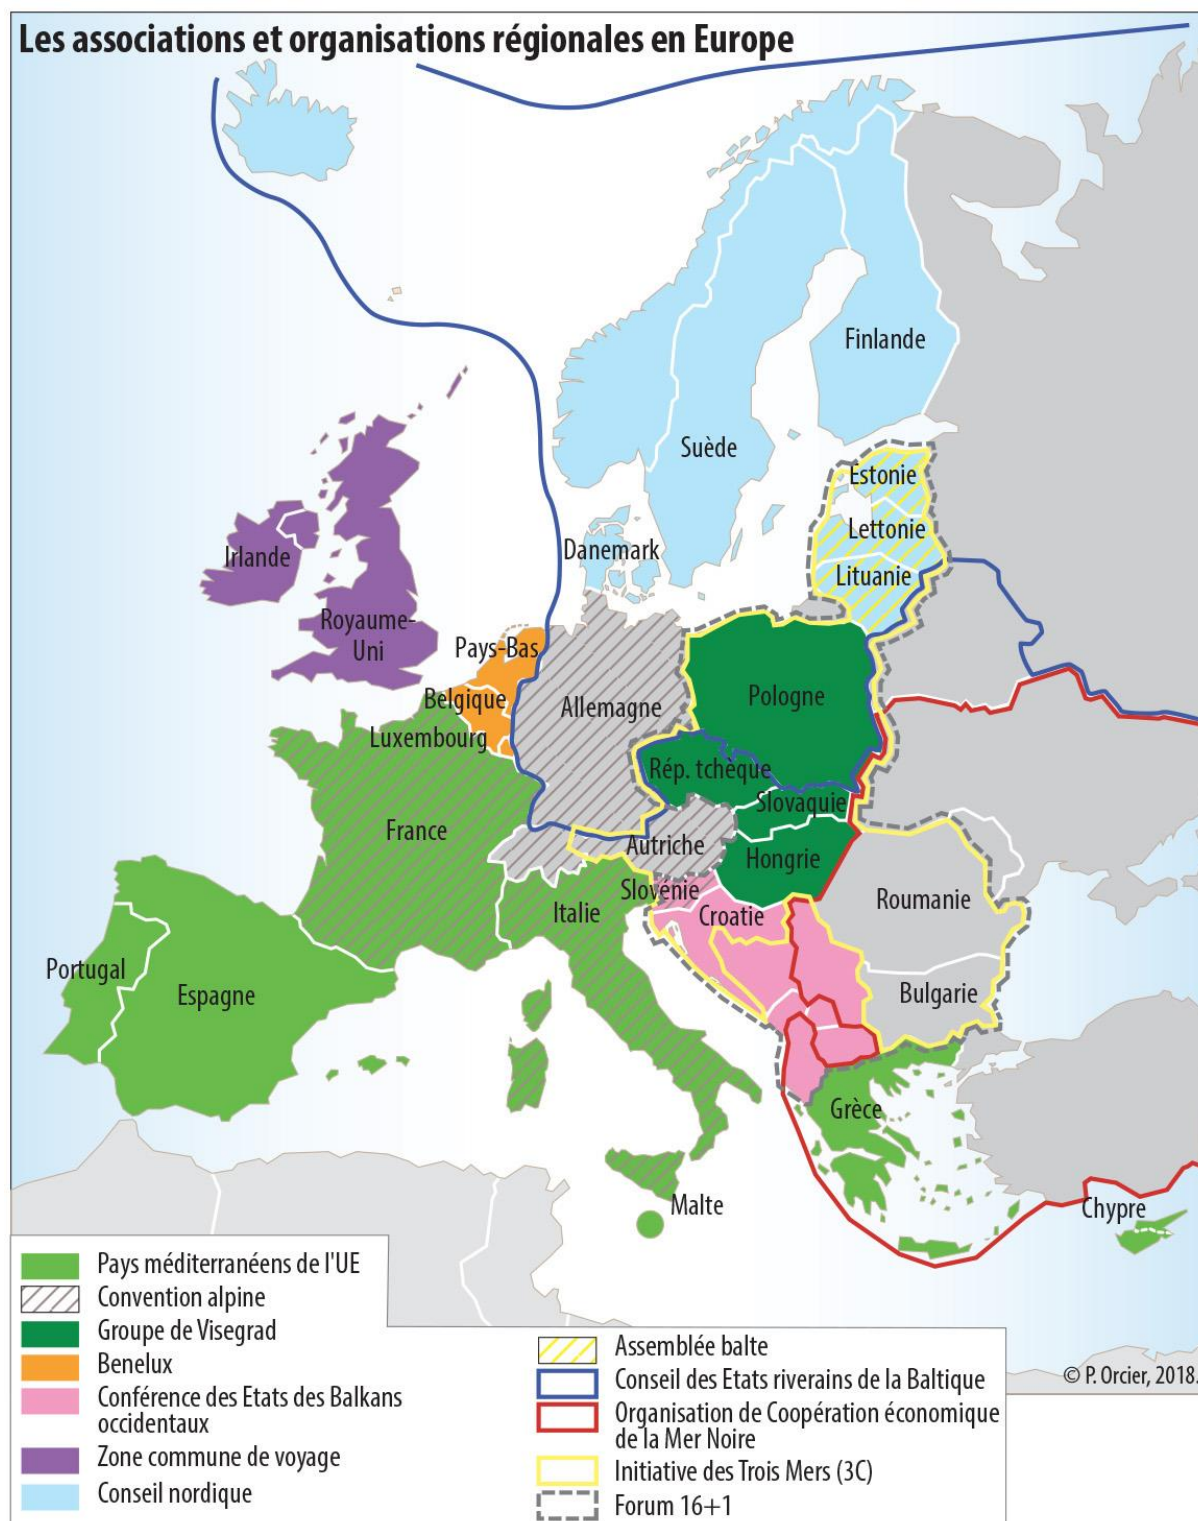 Les associations et organisations régionales en Europe
Finlande
Suède
Estonie
Lettonie
Lituanie
Danemark
Irlande
Royaume-
Uni
Pays-Bas
Belgique
Luxembourg
Allemagne
Pologne
Rép. tchèque
Slovaquie
France
Autriche
Hongrie
Slovénie
Croatie
Italie
Roumanie
Bulgarie
Portugal
Espagne
Grèce
Malte
Chypre
Pays méditerranéens de l'UE
Convention alpine
Groupe de Visegrad
Benelux
Conférence des Etats des Balkans
occidentaux
Zone commune de voyage
Conseil nordique
Assemblée balte
Conseil des Etats riverains de la Baltique
Organisation de Coopération économique
de la Mer Noire
Initiative des Trois Mers (3C)
Forum 16+1
© P. Orcier, 2018.